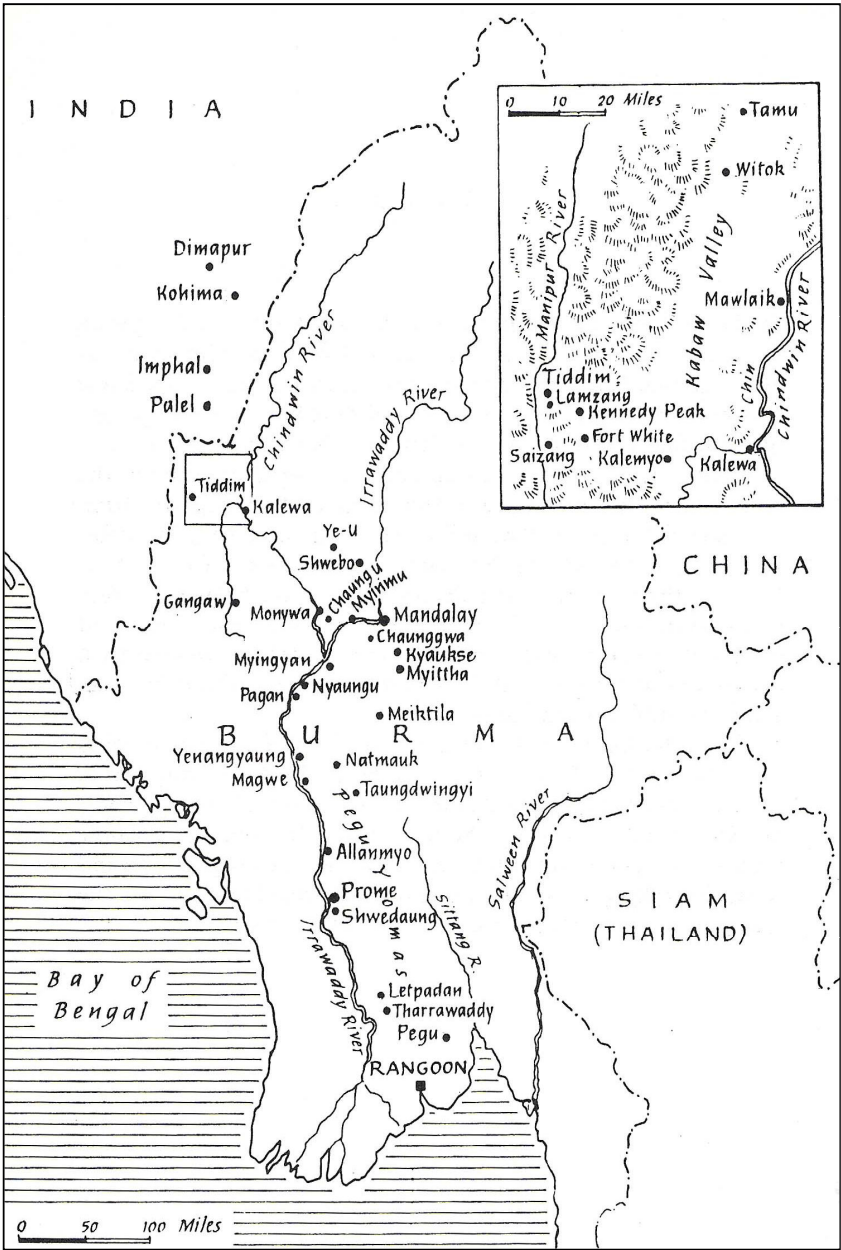 INDIA
0 10 20 Miles
Tamu
Witok
Manipur River
Kabaw Valley
Mawlaik
Chindwin River
Chin
Tiddim
Lamzang
Kennedy Peak
Fort White
Saizang
Kalemyo
Kalewa
Dimapur
Kohima
Imphal
Palel
Chindwin River
Irrawaddy River
Tiddim
Kalewa
Ye-U
Shwebo
CHINA
Gangaw
Monywa
Chaungu
Myinmu
Mandalay
Chaunggwa
Kyaukse
Myingyan
Myittha
Nyaungu
Pagan
Meiktila
BURMA
Yenangyaung
Natmauk
Magwe
Taungdwingyi
Pegu Yomas
Salween River
Allanmyo
Prome
Shwedaung
Sittang R.
SIAM
(THAILAND)
Irrawaddy River
Bay of
Bengal
Letpadan
Tharrawaddy
Pegu
RANGOON
0 50 100 Miles